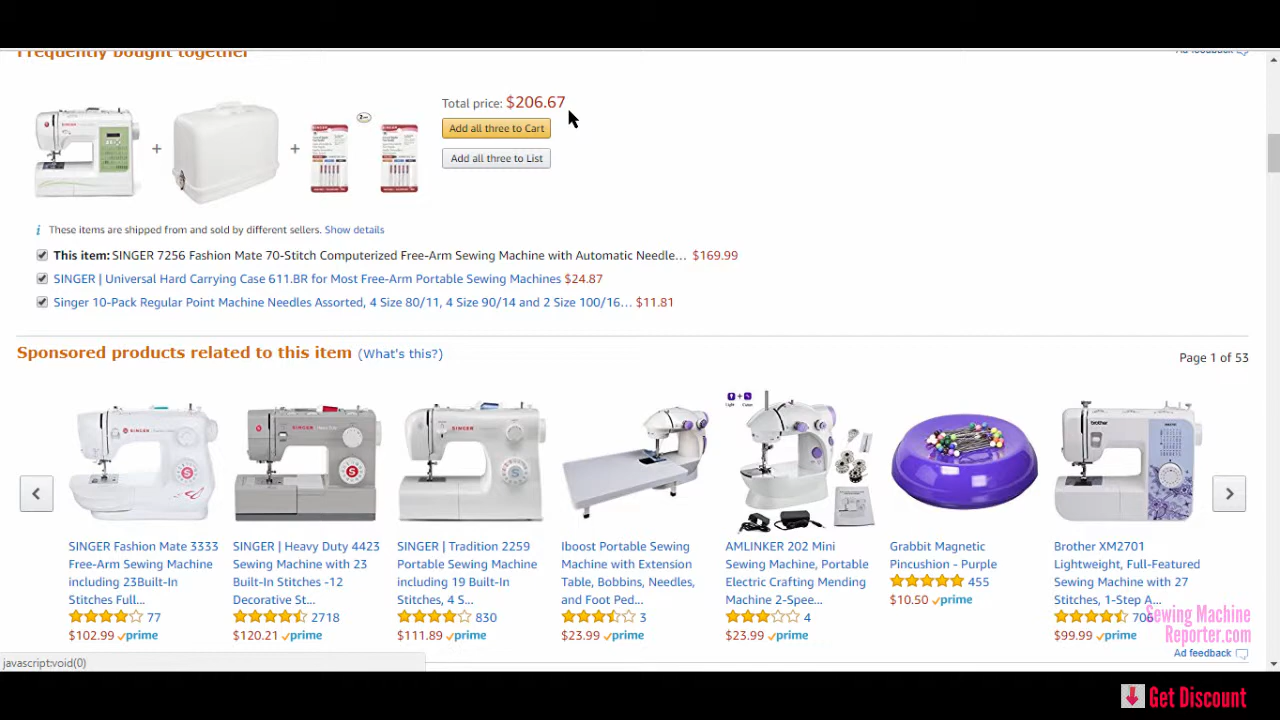 Frequently bought together
Ad feedback
Total price: $206.67
Add all three to Cart
Add all three to List
These items are shipped from and sold by different sellers. Show details
This item: SINGER 7256 Fashion Mate 70-Stitch Computerized Free-Arm Sewing Machine with Automatic Needle… $169.99
SINGER | Universal Hard Carrying Case 611.BR for Most Free-Arm Portable Sewing Machines $24.87
Singer 10-Pack Regular Point Machine Needles Assorted, 4 Size 80/11, 4 Size 90/14 and 2 Size 100/16… $11.81
Sponsored products related to this item (What's this?)
Page 1 of 53
SINGER Fashion Mate 3333
Free-Arm Sewing Machine
including 23Built-In
Stitches Full...
77
$102.99 prime
SINGER | Heavy Duty 4423
Sewing Machine with 23
Built-In Stitches -12
Decorative St...
2718
$120.21 prime
SINGER | Tradition 2259
Portable Sewing Machine
including 19 Built-In
Stitches, 4 S...
830
$111.89 prime
Iboost Portable Sewing
Machine with Extension
Table, Bobbins, Needles,
and Foot Ped...
3
$23.99 prime
AMLINKER 202 Mini
Sewing Machine, Portable
Electric Crafting Mending
Machine 2-Spee...
4
$23.99 prime
Grabbit Magnetic
Pincushion - Purple
455
$10.50 prime
Brother XM2701
Lightweight, Full-Featured
Sewing Machine with 27
Stitches, 1-Step A...
$99.99 prime
Sewing Machine
Reporter.com
Ad feedback
javascript:void(0)
Get Discount